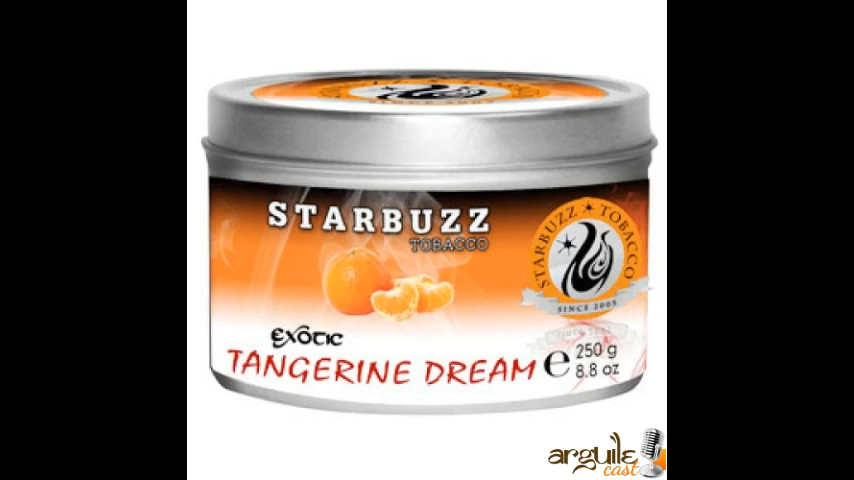 STARBUZZ
TOBACCO
STARBUZZ TOBACCO
SINCE 2005
EXOTIC
TANGERINE DREAM
e 250 g
8.8 oz
arguile
cast